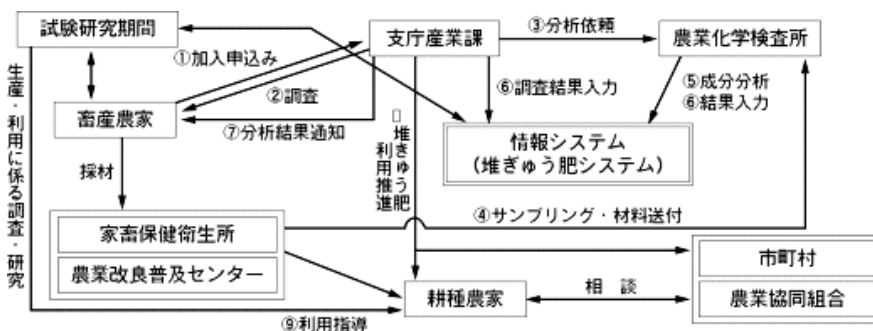 試験研究期間
支庁産業課
③分析依頼
農業化学検査所
①加入申込み
②調査
⑥調査結果入力
⑤成分分析
⑥結果入力
畜産農家
⑦分析結果通知
堆ぎゅう肥
利用推進
情報システム
(堆ぎゅう肥システム)
生産・利用に係る調査・研究
採材
④サンプリング・材料送付
家畜保健衛生所
農業改良普及センター
市町村
耕種農家
相 談
農業協同組合
⑨利用指導